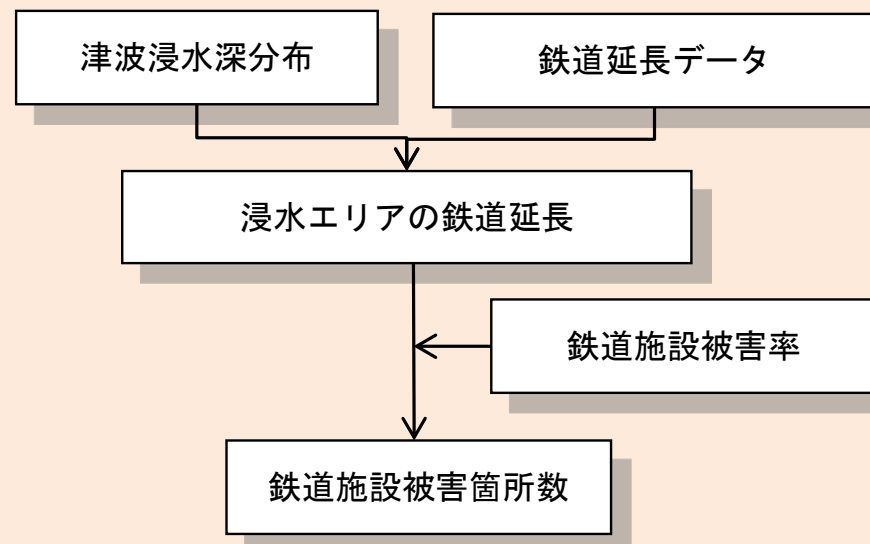 津波浸水深分布
鉄道延長データ
浸水エリアの鉄道延長
鉄道施設被害率
鉄道施設被害箇所数